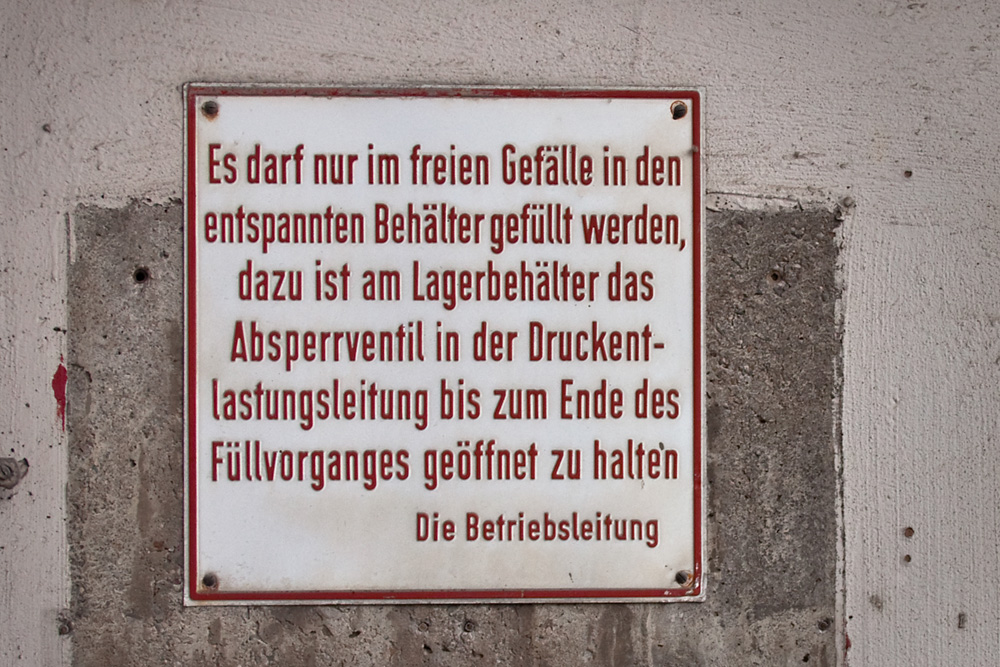 Es darf nur im freien Gefälle in den
entspannten Behälter gefüllt werden,
dazu ist am Lagerbehälter das
Absperrventil in der Druckent-
lastungsleitung bis zum Ende des
Füllvorganges geöffnet zu halten
Die Betriebsleitung